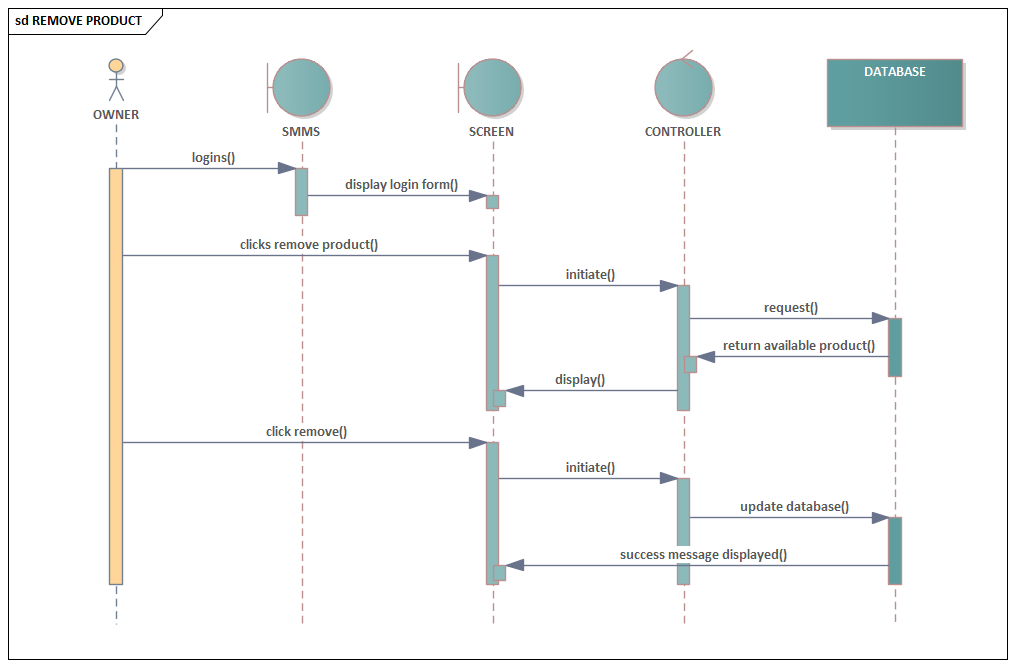 sd REMOVE PRODUCT
DATABASE
OWNER
SMMS
SCREEN
CONTROLLER
logins()
display login form()
clicks remove product()
initiate()
request()
return available product()
display()
click remove()
initiate()
update database()
success message displayed()